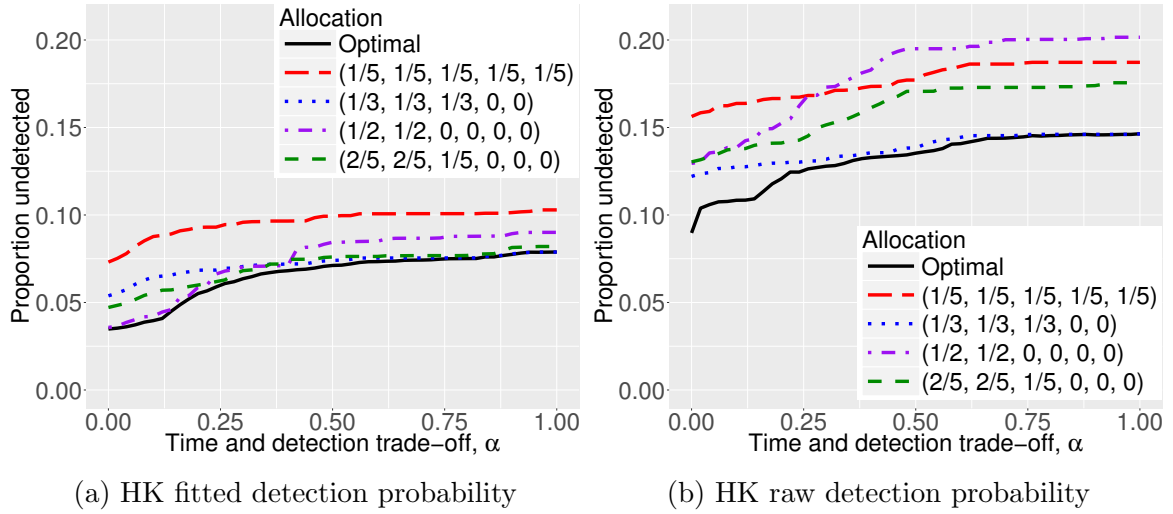 Proportion undetected
0.20
0.15
0.10
0.05
0.00
Allocation
Optimal
(1/5, 1/5, 1/5, 1/5, 1/5)
(1/3, 1/3, 1/3, 0, 0)
(1/2, 1/2, 0, 0, 0, 0)
(2/5, 2/5, 1/5, 0, 0, 0)
0.00 0.25 0.50 0.75 1.00
Time and detection trade−off, α
(a) HK fitted detection probability
Proportion undetected
0.20
0.15
0.10
0.05
0.00
Allocation
Optimal
(1/5, 1/5, 1/5, 1/5, 1/5)
(1/3, 1/3, 1/3, 0, 0)
(1/2, 1/2, 0, 0, 0, 0)
(2/5, 2/5, 1/5, 0, 0, 0)
0.00 0.25 0.50 0.75 1.00
Time and detection trade−off, α
(b) HK raw detection probability